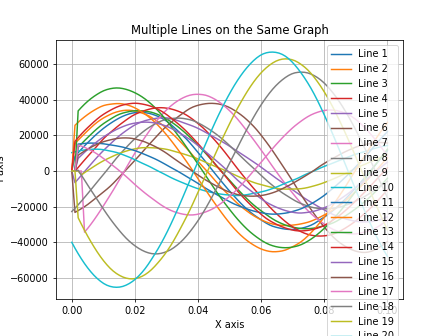 Multiple Lines on the Same Graph
60000
40000
20000
0
−20000
−40000
−60000
0.00
0.02
0.04
0.06
X axis
Line 1
Line 2
Line 3
Line 4
Line 5
Line 6
Line 7
Line 8
Line 9
Line 10
Line 11
Line 12
Line 13
Line 14
Line 15
Line 16
Line 17
Line 18
Line 19
Line 20